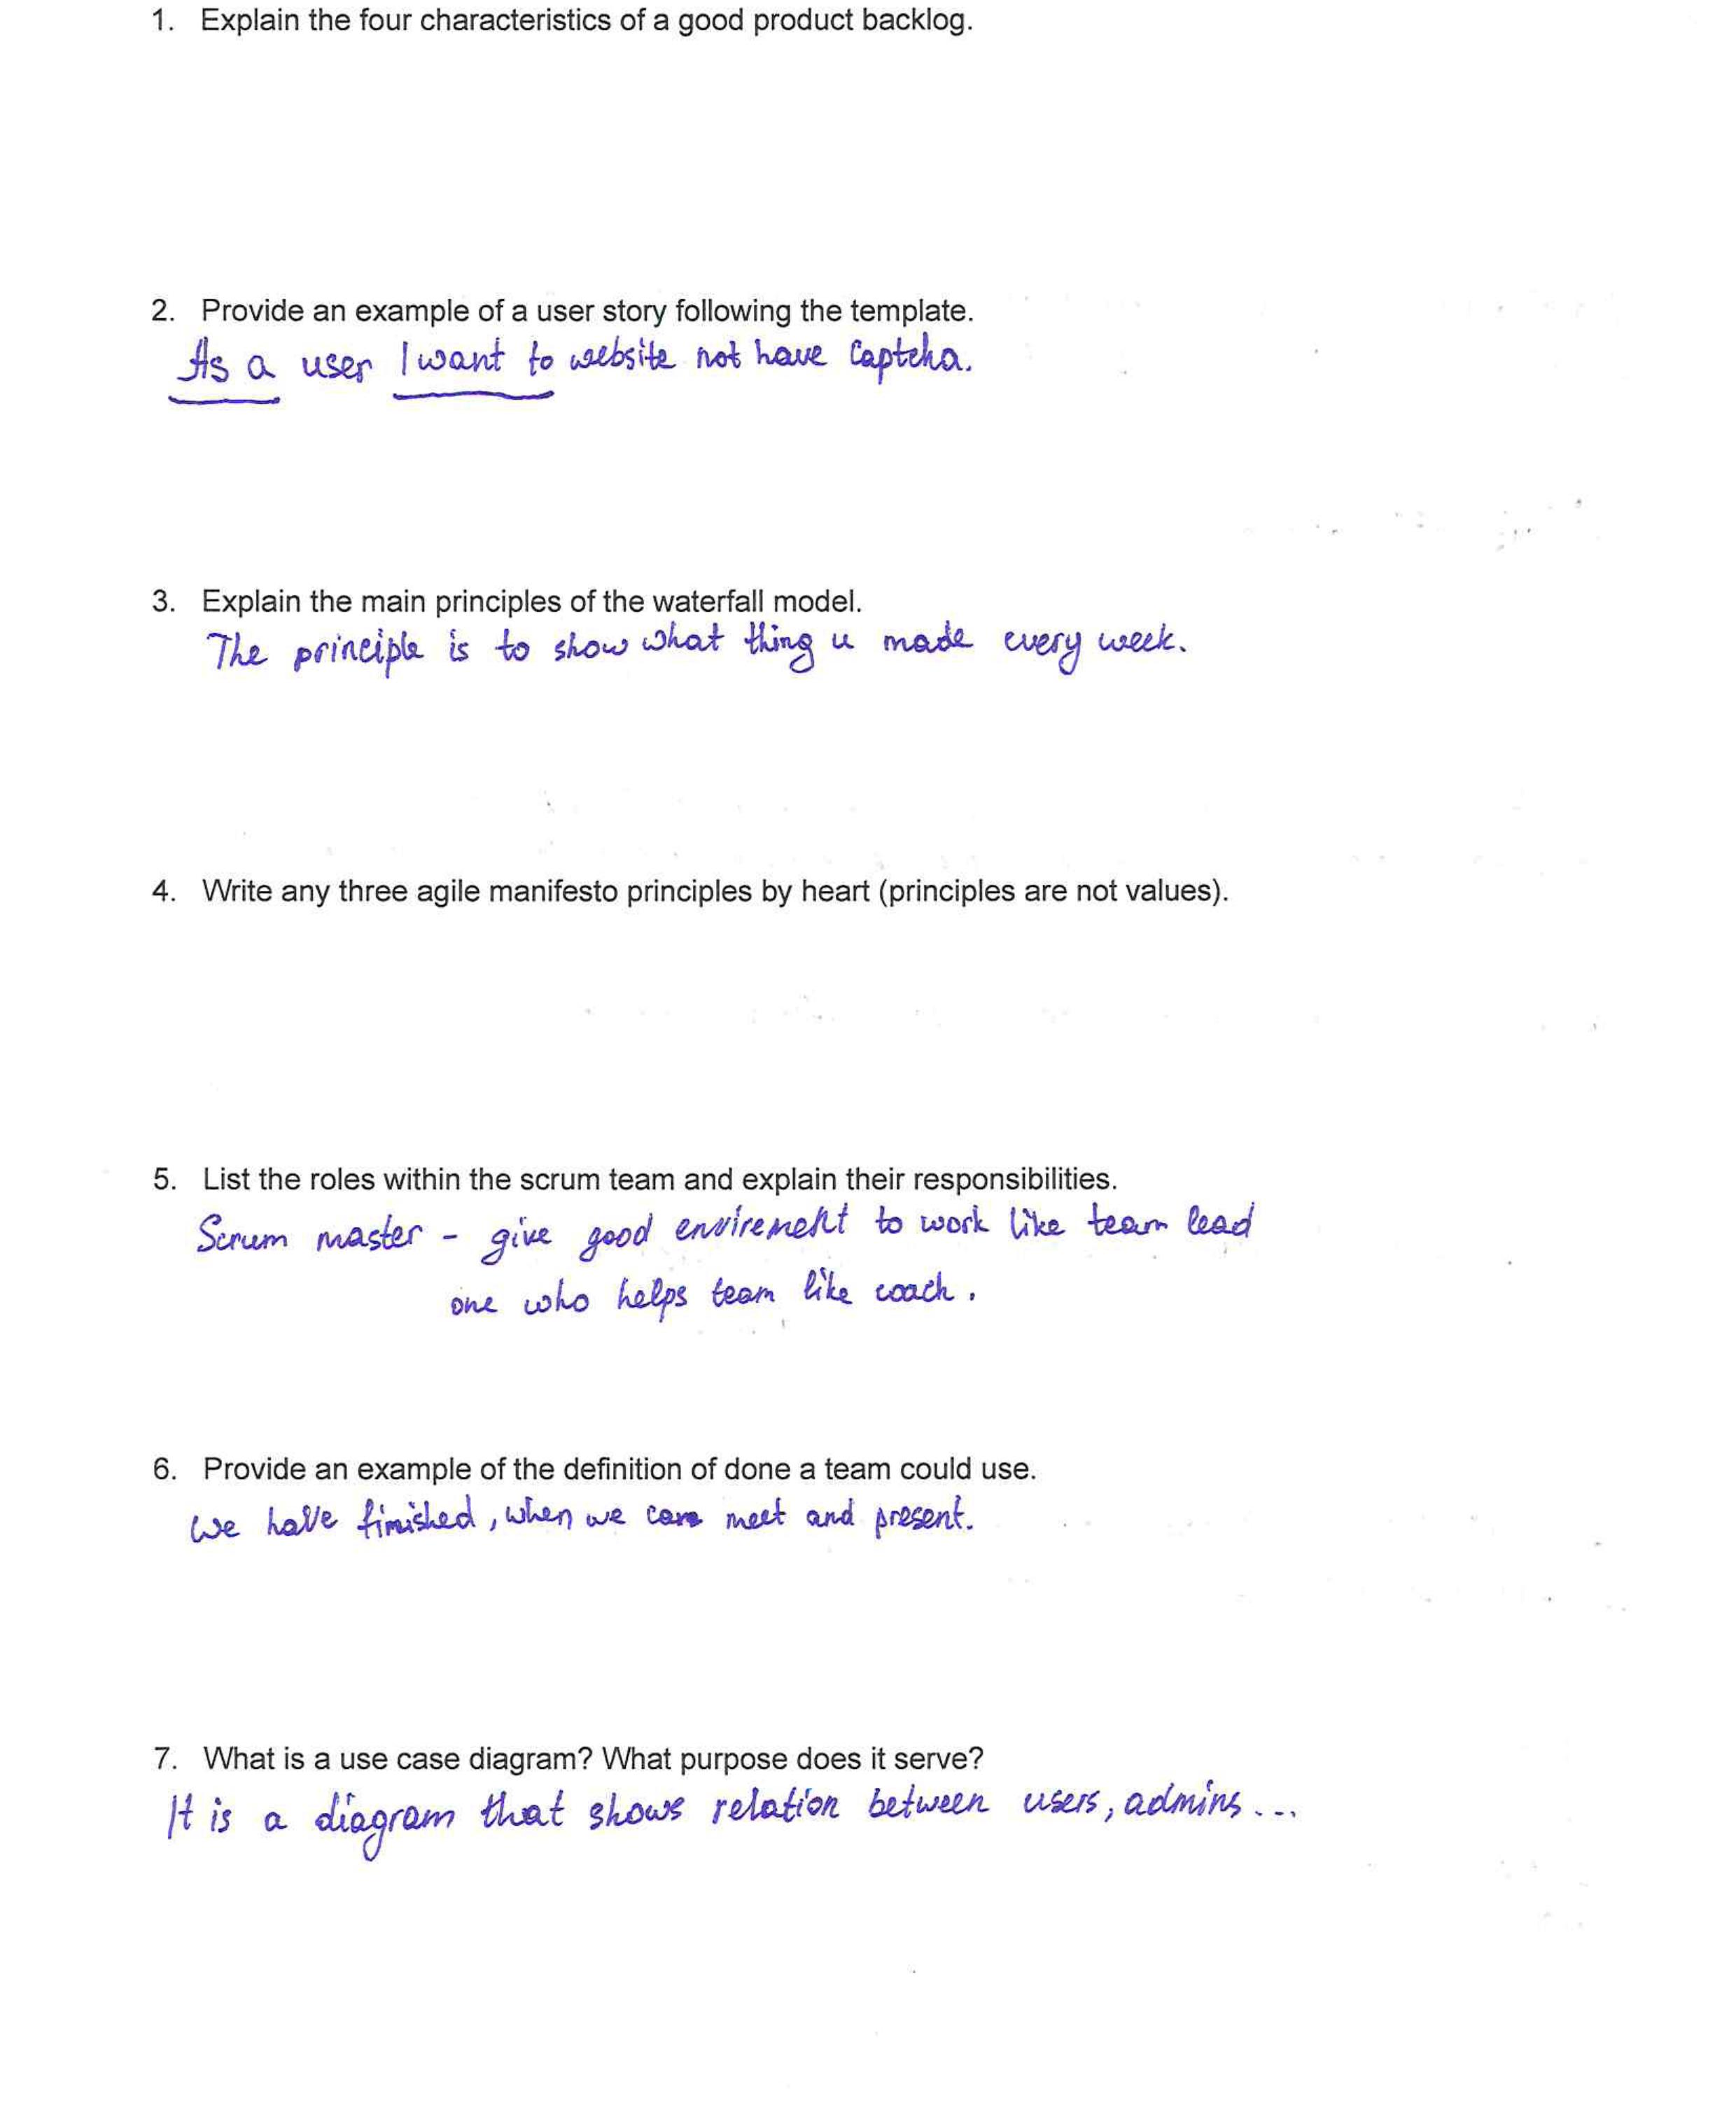 1. Explain the four characteristics of a good product backlog.
2. Provide an example of a user story following the template.
As a user I want to website not have Captcha.
3. Explain the main principles of the waterfall model.
The principle is to show what thing u made every week.
4. Write any three agile manifesto principles by heart (principles are not values).
5. List the roles within the scrum team and explain their responsibilities.
Scrum master - give good envirement to work like team lead
one who helps team like coach.
6. Provide an example of the definition of done a team could use.
We have finished, when we can meet and present.
7. What is a use case diagram? What purpose does it serve?
It is a diagram that shows relation between users, admins...